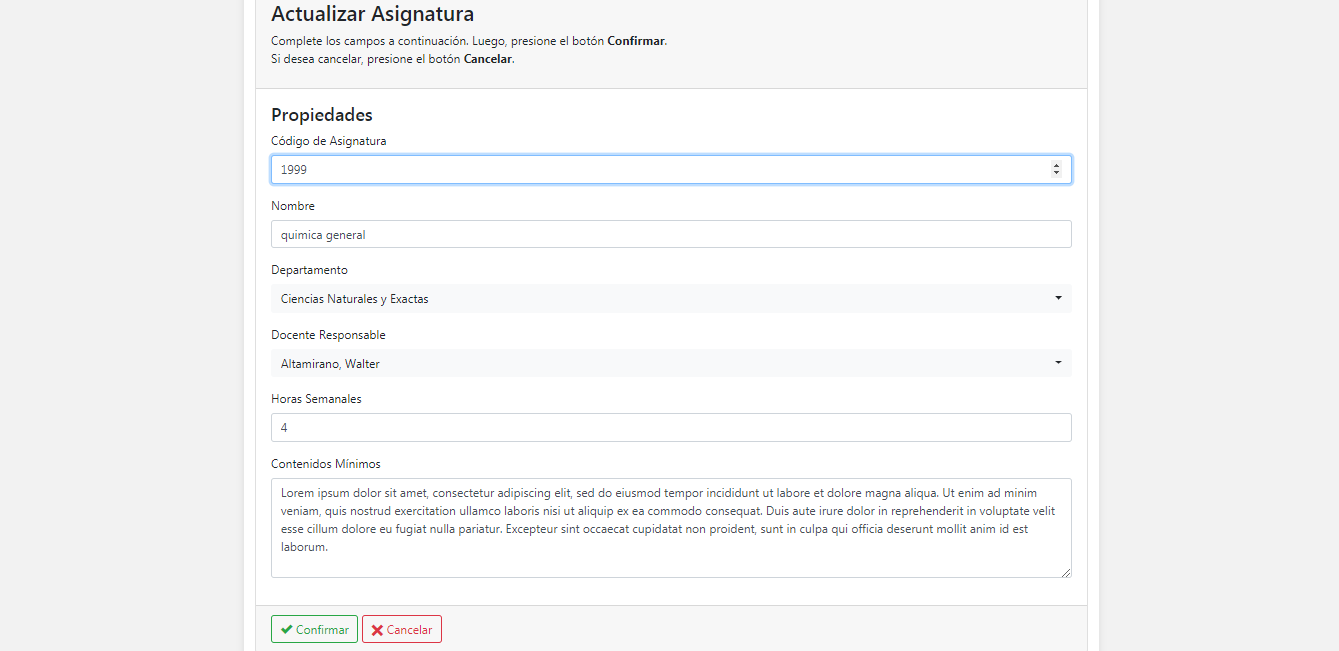 Actualizar Asignatura
Complete los campos a continuación. Luego, presione el botón Confirmar.
Si desea cancelar, presione el botón Cancelar.
Propiedades
Código de Asignatura
1999
Nombre
quimica general
Departamento
Ciencias Naturales y Exactas
Docente Responsable
Altamirano, Walter
Horas Semanales
4
Contenidos Mínimos
Lorem ipsum dolor sit amet, consectetur adipiscing elit, sed do eiusmod tempor incididunt ut labore et dolore magna aliqua. Ut enim ad minim
veniam, quis nostrud exercitation ullamco laboris nisi ut aliquip ex ea commodo consequat. Duis aute irure dolor in reprehenderit in voluptate velit
esse cillum dolore eu fugiat nulla pariatur. Excepteur sint occaecat cupidatat non proident, sunt in culpa qui officia deserunt mollit anim id est
laborum.
Confirmar Cancelar